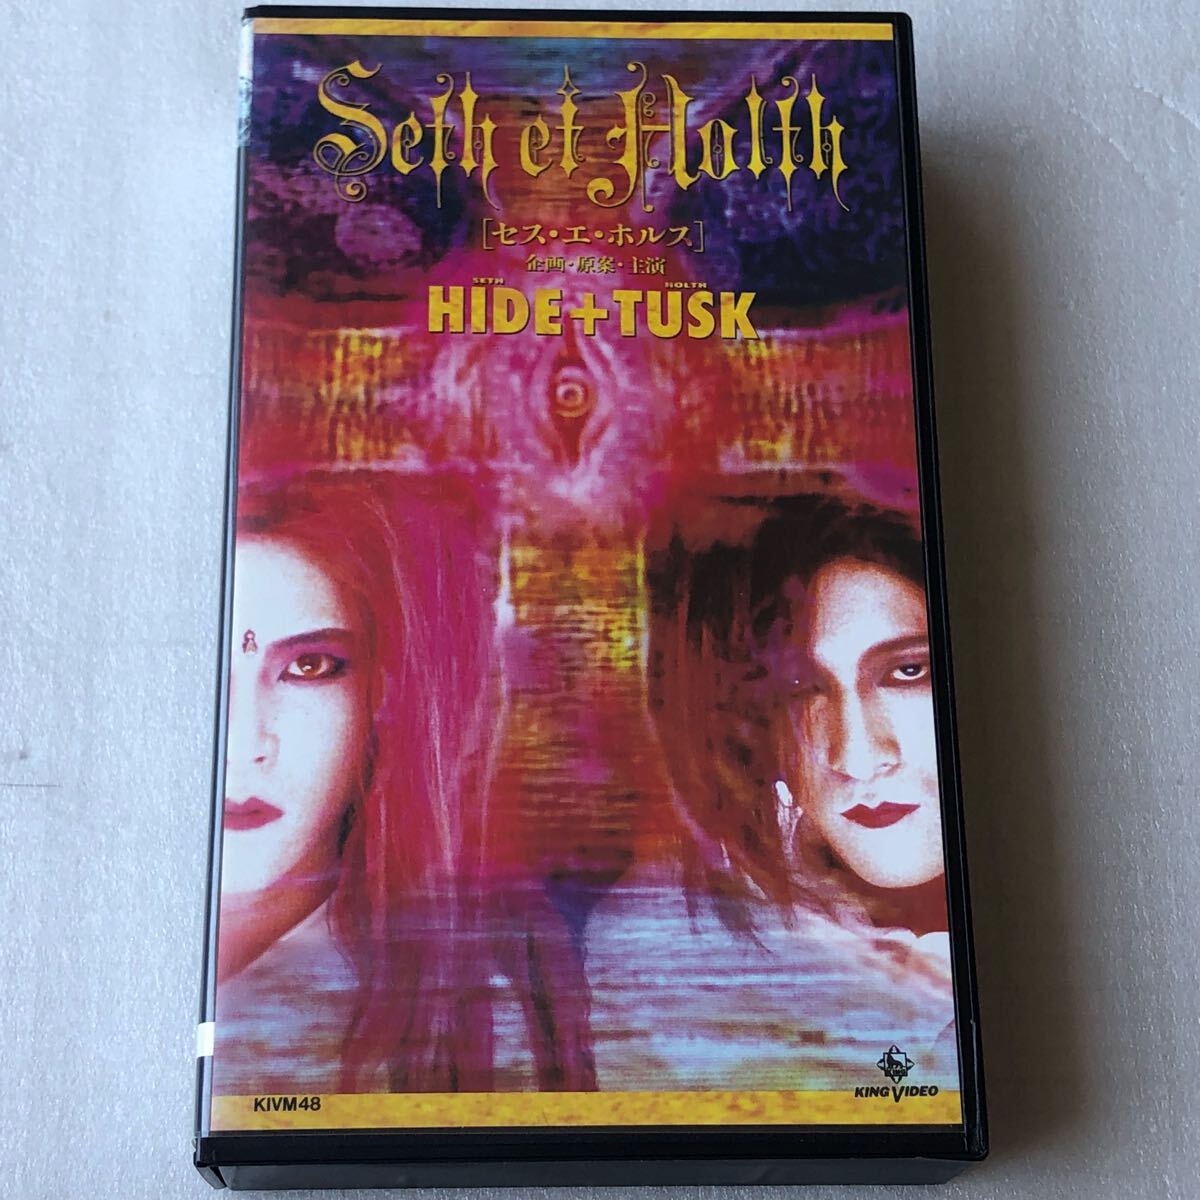 Seth et Holth
[セス・エ・ホルス]
企画・原案・主演
SETH HOLTH
HIDE+TUSK
KING
KING VIDEO
KIVM48